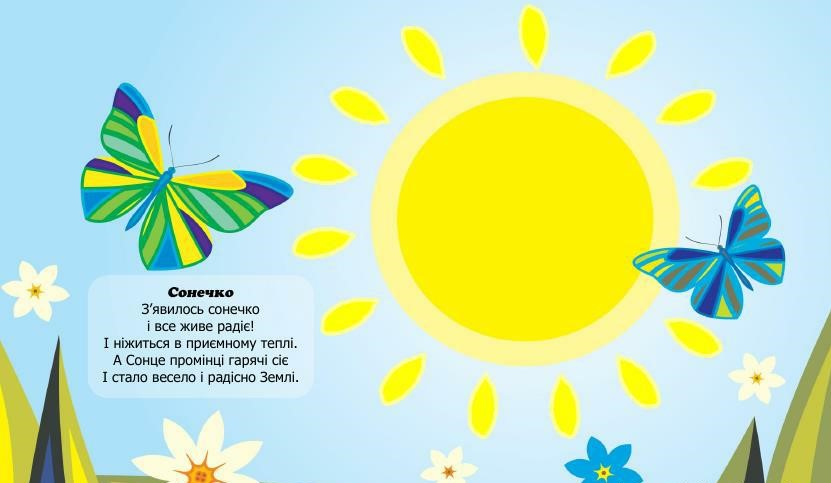 Сонечко
З’явилось сонечко
і все живе радіє!
І ніжиться в приємному теплі.
А Сонце промінці гарячі сіє
І стало весело і радісно Землі.